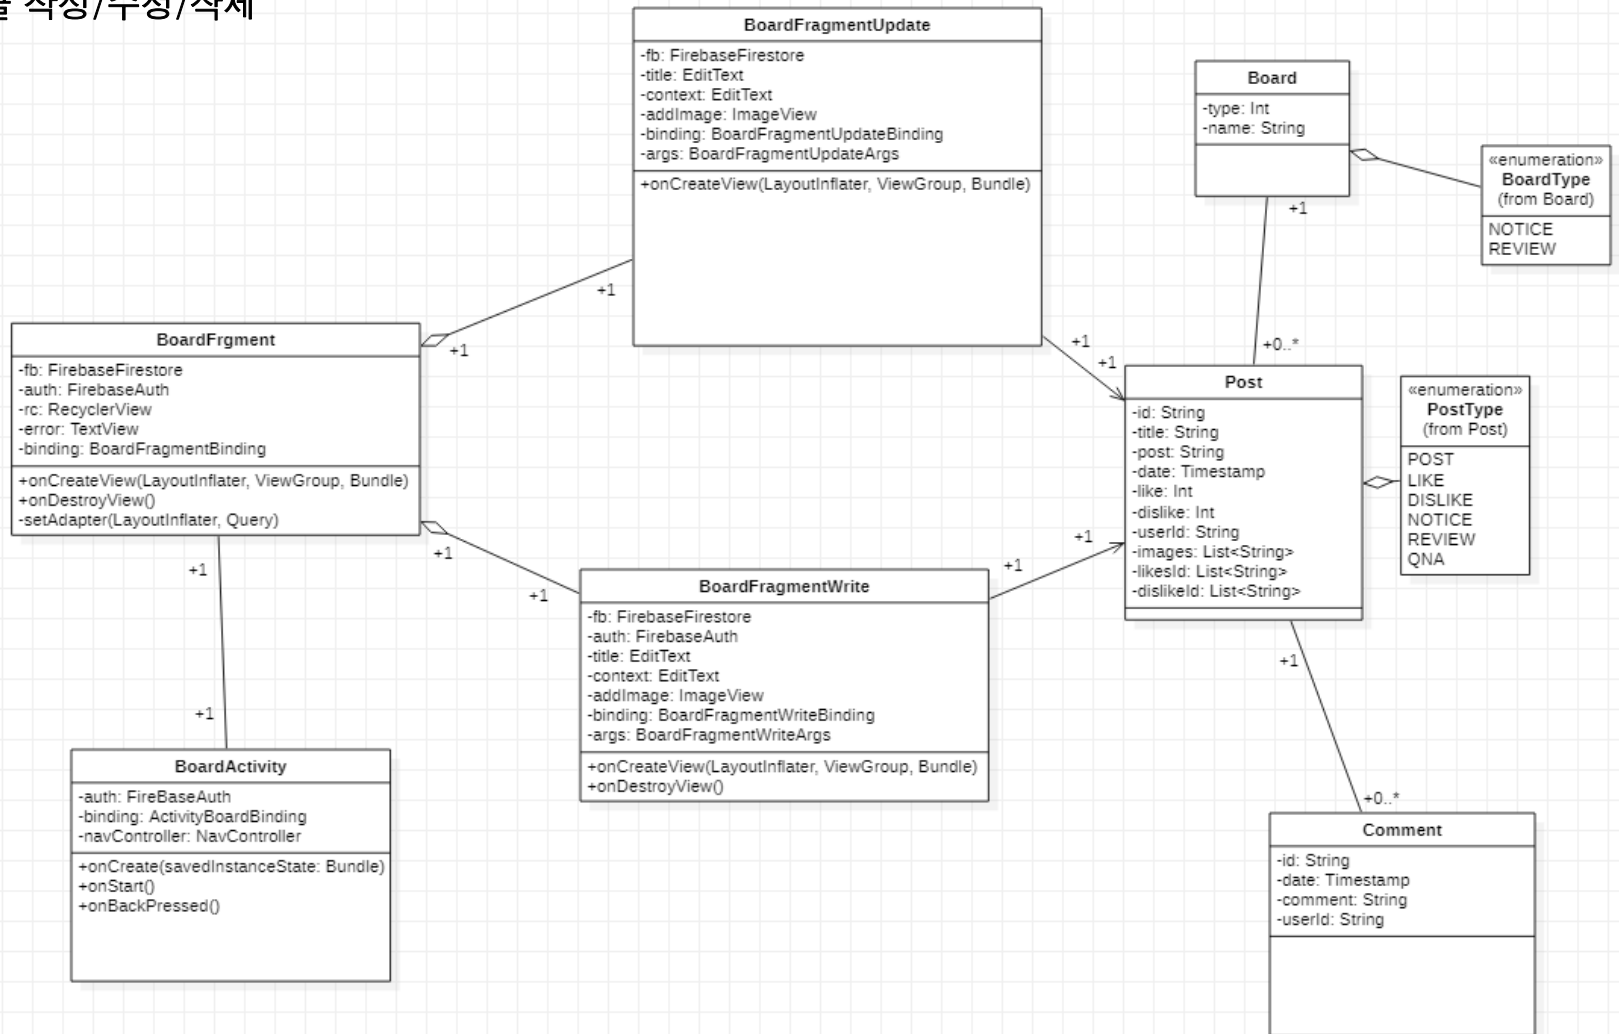 작성/수정/삭제
BoardFragmentUpdate
-fb: FirebaseFirestore
-title: EditText
-context: EditText
-addImage: ImageView
-binding: BoardFragmentUpdateBinding
-args: BoardFragmentUpdateArgs
+onCreateView(LayoutInflater, ViewGroup, Bundle)
+1
Board
-type: Int
-name: String
+1
«enumeration»
BoardType
(from Board)
NOTICE
REVIEW
BoardFrgment
-fb: FirebaseFirestore
-auth: FirebaseAuth
-rc: RecyclerView
-error: TextView
-binding: BoardFragmentBinding
+onCreateView(LayoutInflater, ViewGroup, Bundle)
+onDestroyView()
-setAdapter(LayoutInflater, Query)
+1
+1
+1
+0..*
Post
-id: String
-title: String
-post: String
-date: Timestamp
-like: Int
-dislike: Int
-userId: String
-images: List<String>
-likesId: List<String>
-dislikeId: List<String>
«enumeration»
PostType
(from Post)
POST
LIKE
DISLIKE
NOTICE
REVIEW
QNA
+1
+1
+1
+1
+1
BoardFragmentWrite
-fb: FirebaseFirestore
-auth: FirebaseAuth
-title: EditText
-context: EditText
-addImage: ImageView
-binding: BoardFragmentWriteBinding
-args: BoardFragmentWriteArgs
+onCreateView(LayoutInflater, ViewGroup, Bundle)
+onDestroyView()
+1
+1
BoardActivity
-auth: FireBaseAuth
-binding: ActivityBoardBinding
-navController: NavController
+onCreate(savedInstanceState: Bundle)
+onStart()
+onBackPressed()
+0..*
Comment
-id: String
-date: Timestamp
-comment: String
-userId: String